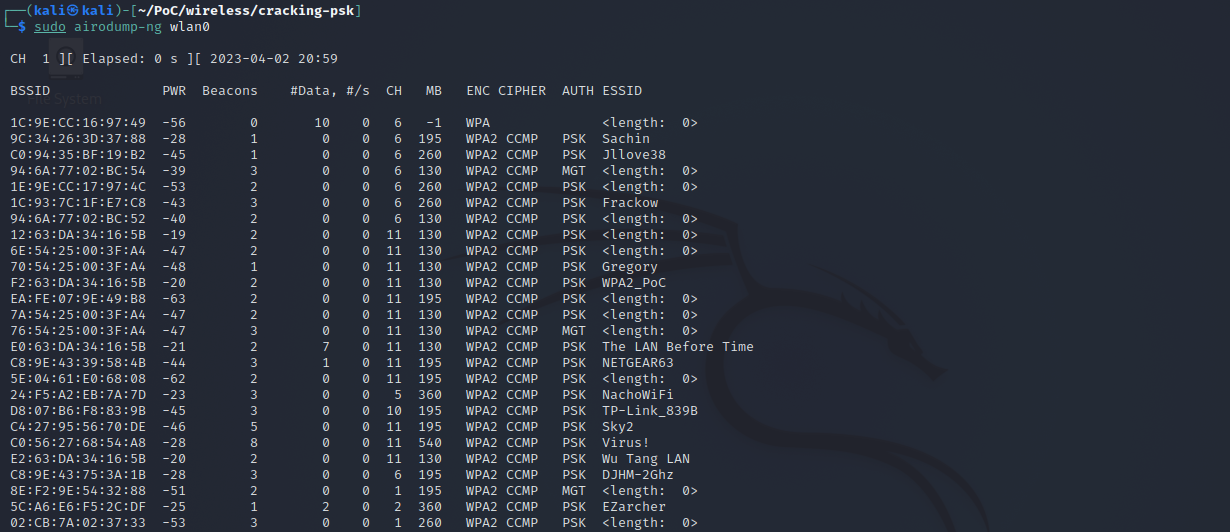 (kali㉿kali)-[~/PoC/wireless/cracking-psk]
$ sudo airodump-ng wlan0
CH  1 ][ Elapsed: 0 s ][ 2023-04-02 20:59
BSSID              PWR  Beacons    #Data, #/s  CH   MB   ENC CIPHER  AUTH ESSID
File System
1C:9E:CC:16:97:49  -56        0       10    0   6   -1   WPA              <length:  0>
9C:34:26:3D:37:88  -28        1        0    0   6  195   WPA2 CCMP   PSK  Sachin
C0:94:35:BF:19:B2  -45        1        0    0   6  260   WPA2 CCMP   PSK  Jllove38
94:6A:77:02:BC:54  -39        3        0    0   6  130   WPA2 CCMP   MGT  <length:  0>
1E:9E:CC:17:97:4C  -53        2        0    0   6  260   WPA2 CCMP   PSK  <length:  0>
1C:93:7C:1F:E7:C8  -43        3        0    0   6  260   WPA2 CCMP   PSK  Frackow
94:6A:77:02:BC:52  -40        2        0    0   6  130   WPA2 CCMP   PSK  <length:  0>
12:63:DA:34:16:5B  -19        2        0    0  11  130   WPA2 CCMP   PSK  <length:  0>
6E:54:25:00:3F:A4  -47        2        0    0  11  130   WPA2 CCMP   PSK  <length:  0>
70:54:25:00:3F:A4  -48        1        0    0  11  130   WPA2 CCMP   PSK  Gregory
F2:63:DA:34:16:5B  -20        2        0    0  11  130   WPA2 CCMP   PSK  WPA2_PoC
EA:FE:07:9E:49:B8  -63        2        0    0  11  195   WPA2 CCMP   PSK  <length:  0>
7A:54:25:00:3F:A4  -47        2        0    0  11  130   WPA2 CCMP   PSK  <length:  0>
76:54:25:00:3F:A4  -47        3        0    0  11  130   WPA2 CCMP   MGT  <length:  0>
E0:63:DA:34:16:5B  -21        2        7    0  11  130   WPA2 CCMP   PSK  The LAN Before Time
C8:9E:43:39:58:4B  -44        3        1    0  11  195   WPA2 CCMP   PSK  NETGEAR63
5E:04:61:E0:68:08  -62        2        0    0  11  195   WPA2 CCMP   PSK  <length:  0>
24:F5:A2:EB:7A:7D  -23        3        0    0   5  360   WPA2 CCMP   PSK  NachoWiFi
D8:07:B6:F8:83:9B  -45        3        0    0  10  195   WPA2 CCMP   PSK  TP-Link_839B
C4:27:95:56:70:DE  -46        5        0    0  11  195   WPA2 CCMP   PSK  Sky2
C0:56:27:68:54:A8  -28        8        0    0  11  540   WPA2 CCMP   PSK  Virus!
E2:63:DA:34:16:5B  -20        2        0    0  11  130   WPA2 CCMP   PSK  Wu Tang LAN
C8:9E:43:75:3A:1B  -28        3        0    0   6  195   WPA2 CCMP   PSK  DJHM-2Ghz
8E:F2:9E:54:32:88  -51        2        0    0   1  195   WPA2 CCMP   MGT  <length:  0>
5C:A6:E6:F5:2C:DF  -25        1        2    0   2  360   WPA2 CCMP   PSK  EZarcher
02:CB:7A:02:37:33  -53        3        0    0   1  260   WPA2 CCMP   PSK  <length:  0>